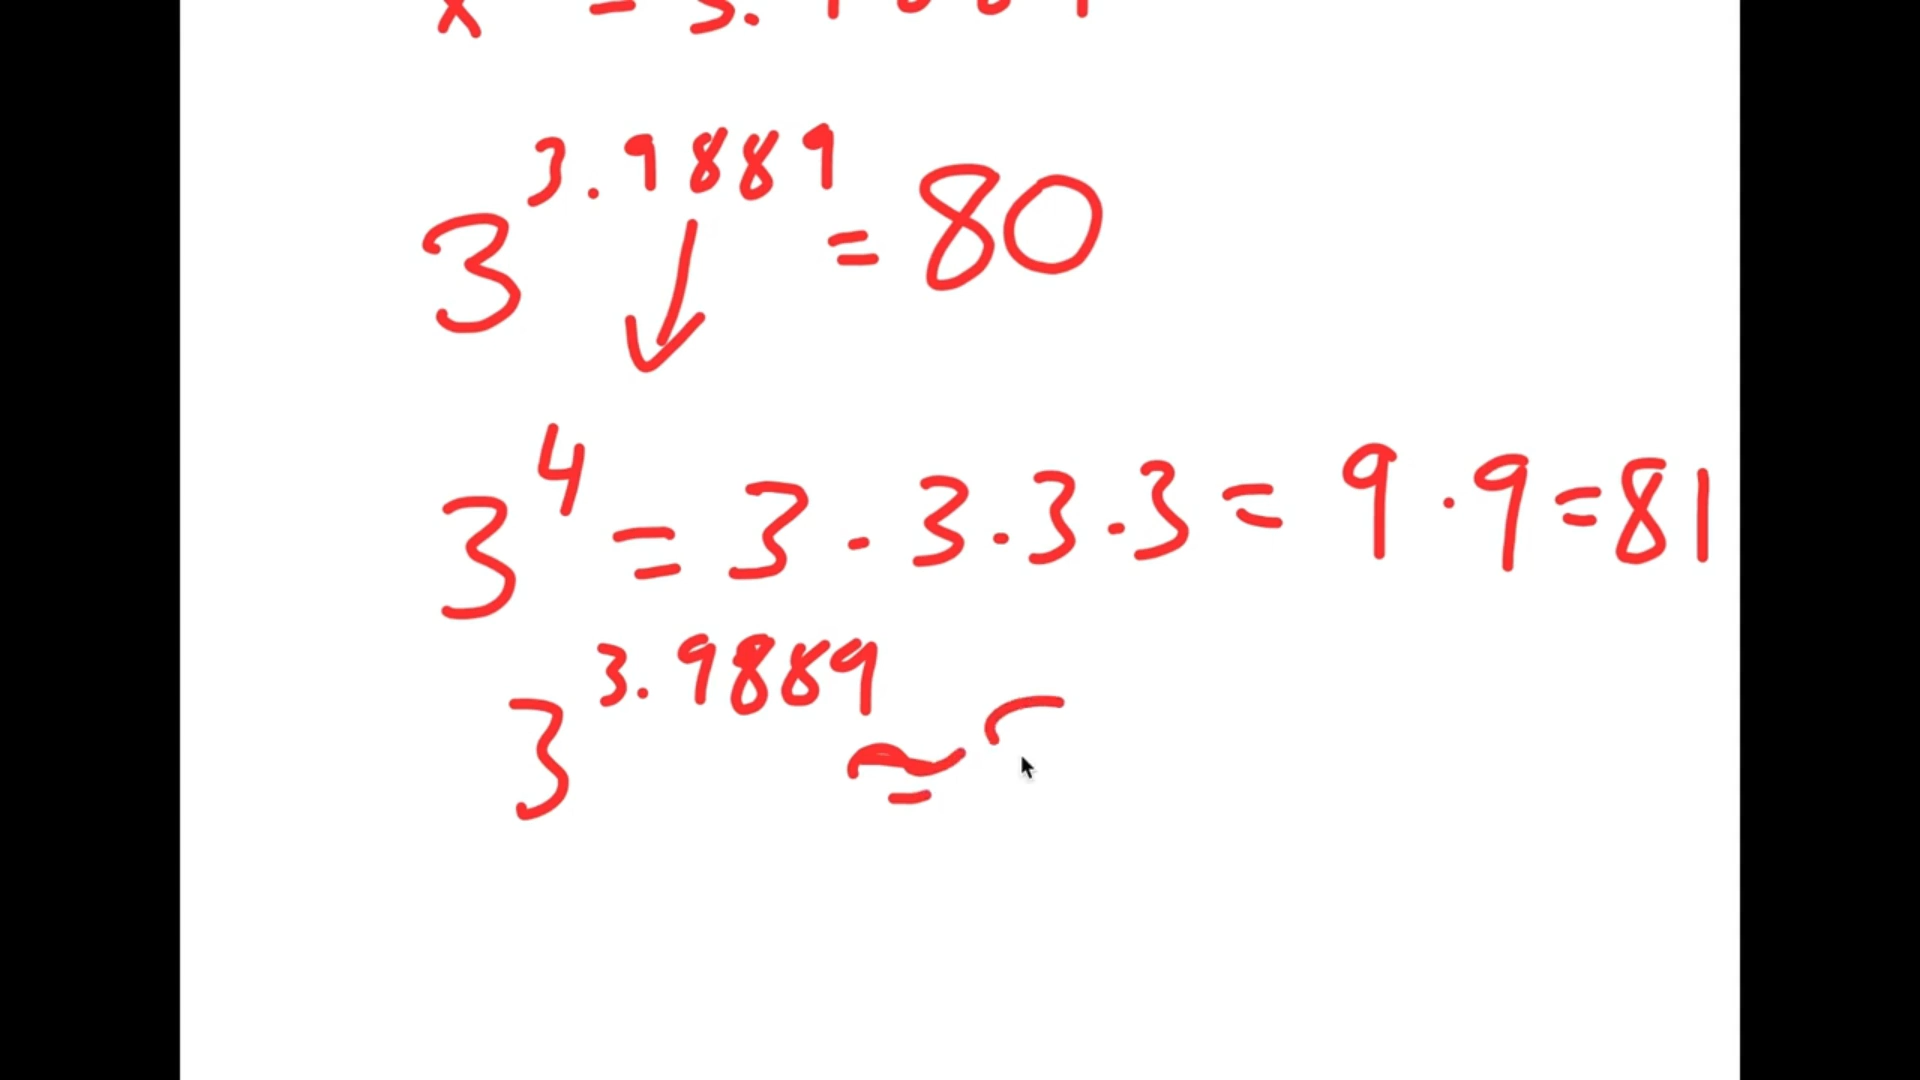 3^3.9889 = 80
3^4 = 3 · 3 · 3 · 3 = 9 · 9 = 81
3^3.9889 ≈